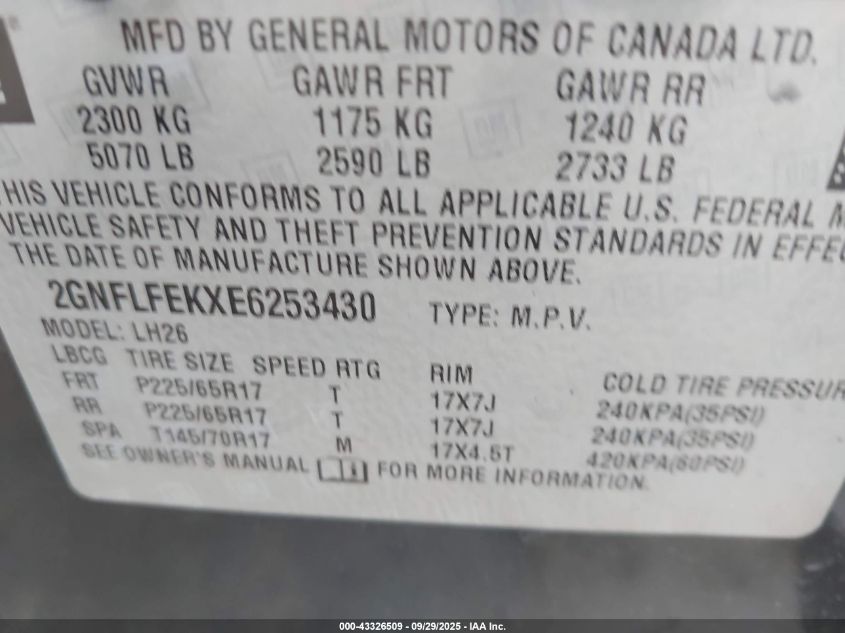 MFD BY GENERAL MOTORS OF CANADA LTD.
GVWR GAWR FRT GAWR RR
2300 KG 1175 KG 1240 KG
5070 LB 2590 LB 2733 LB
THIS VEHICLE CONFORMS TO ALL APPLICABLE U.S. FEDERAL M
VEHICLE SAFETY AND THEFT PREVENTION STANDARDS IN EFFEC
THE DATE OF MANUFACTURE SHOWN ABOVE.
2GNFLFEKXE6253430 TYPE: M.P.V.
MODEL: LH26
LBCG TIRE SIZE SPEED RTG RIM COLD TIRE PRESSUR
FRT P225/65R17 T 17X7J 240KPA(35PSI)
RR P225/65R17 T 17X7J 240KPA(35PSI)
SPA T145/70R17 M 17X4.5T 420KPA(60PSI)
SEE OWNER'S MANUAL FOR MORE INFORMATION.
000-43326509 - 09/29/2025 - IAA Inc.